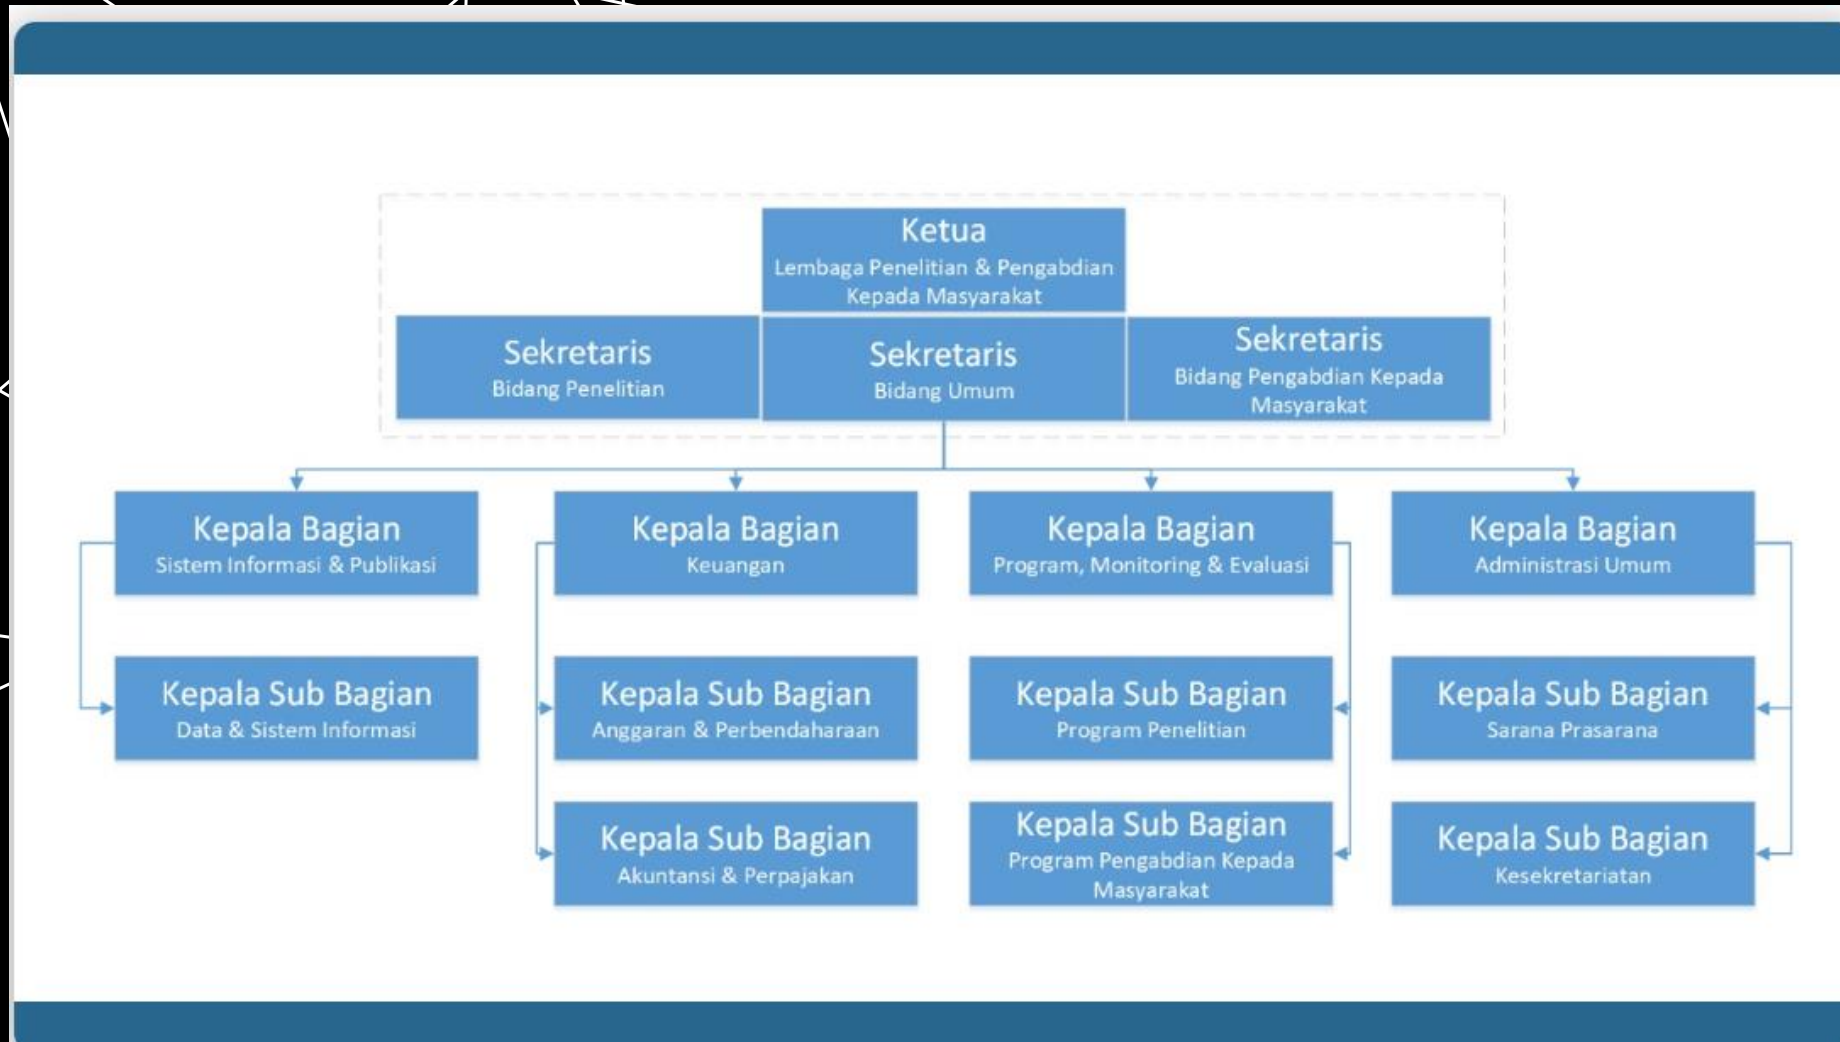 Ketua
Lembaga Penelitian & Pengabdian
Kepada Masyarakat
Sekretaris
Bidang Penelitian
Sekretaris
Bidang Umum
Sekretaris
Bidang Pengabdian Kepada
Masyarakat
Kepala Bagian
Sistem Informasi & Publikasi
Kepala Bagian
Keuangan
Kepala Bagian
Program, Monitoring & Evaluasi
Kepala Bagian
Administrasi Umum
Kepala Sub Bagian
Data & Sistem Informasi
Kepala Sub Bagian
Anggaran & Perbendaharaan
Kepala Sub Bagian
Program Penelitian
Kepala Sub Bagian
Sarana Prasarana
Kepala Sub Bagian
Akuntansi & Perpajakan
Kepala Sub Bagian
Program Pengabdian Kepada
Masyarakat
Kepala Sub Bagian
Kesekretariatan